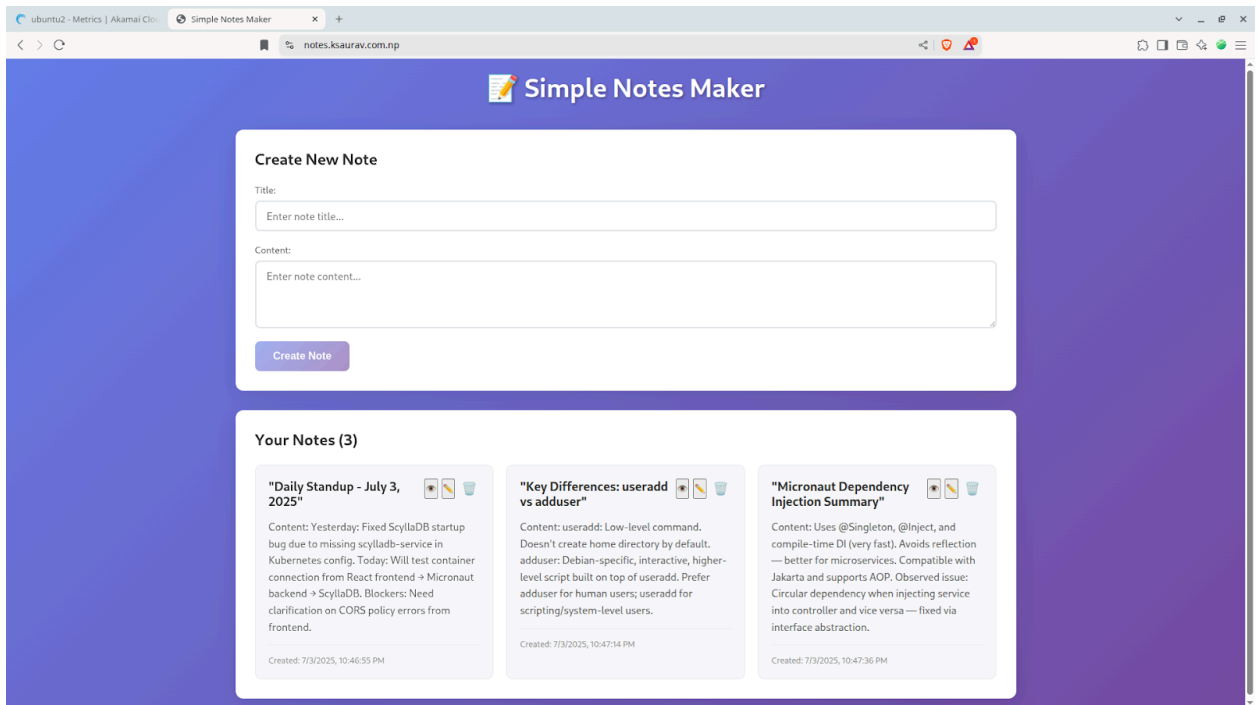 ubuntu2 - Metrics | Akamai Clo
Simple Notes Maker
notes.ksaurav.com.np
📝 Simple Notes Maker
Create New Note
Title:
Enter note title...
Content:
Enter note content...
Create Note
Your Notes (3)
"Daily Standup - July 3,
2025"
Content: Yesterday: Fixed ScyllaDB startup
bug due to missing scylladb-service in
Kubernetes config. Today: Will test container
connection from React frontend → Micronaut
backend → ScyllaDB. Blockers: Need
clarification on CORS policy errors from
frontend.
Created: 7/3/2025, 10:46:55 PM
"Key Differences: useradd
vs adduser"
Content: useradd: Low-level command.
Doesn't create home directory by default.
adduser: Debian-specific, interactive, higher-
level script built on top of useradd. Prefer
adduser for human users; useradd for
scripting/system-level users.
Created: 7/3/2025, 10:47:14 PM
"Micronaut Dependency
Injection Summary"
Content: Uses @Singleton, @Inject, and
compile-time DI (very fast). Avoids reflection
— better for microservices. Compatible with
Jakarta and supports AOP. Observed issue:
Circular dependency when injecting service
into controller and vice versa — fixed via
interface abstraction.
Created: 7/3/2025, 10:47:36 PM